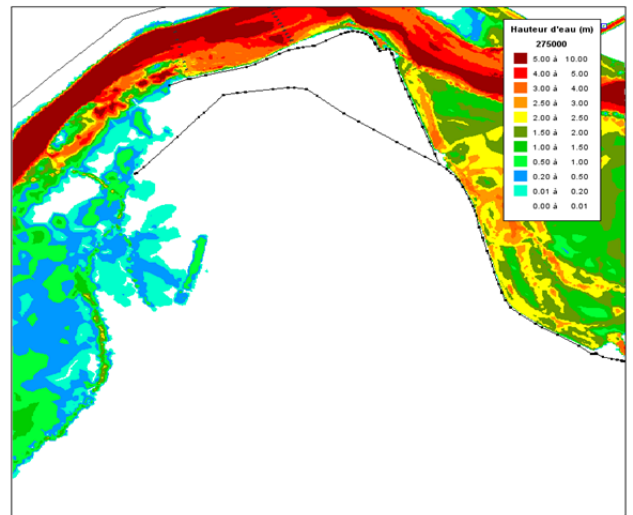 Hauteur d'eau (m)
275000
5.00 à 10.00
4.00 à 5.00
3.00 à 4.00
2.50 à 3.00
2.00 à 2.50
1.50 à 2.00
1.00 à 1.50
0.50 à 1.00
0.20 à 0.50
0.01 à 0.20
0.00 à 0.01